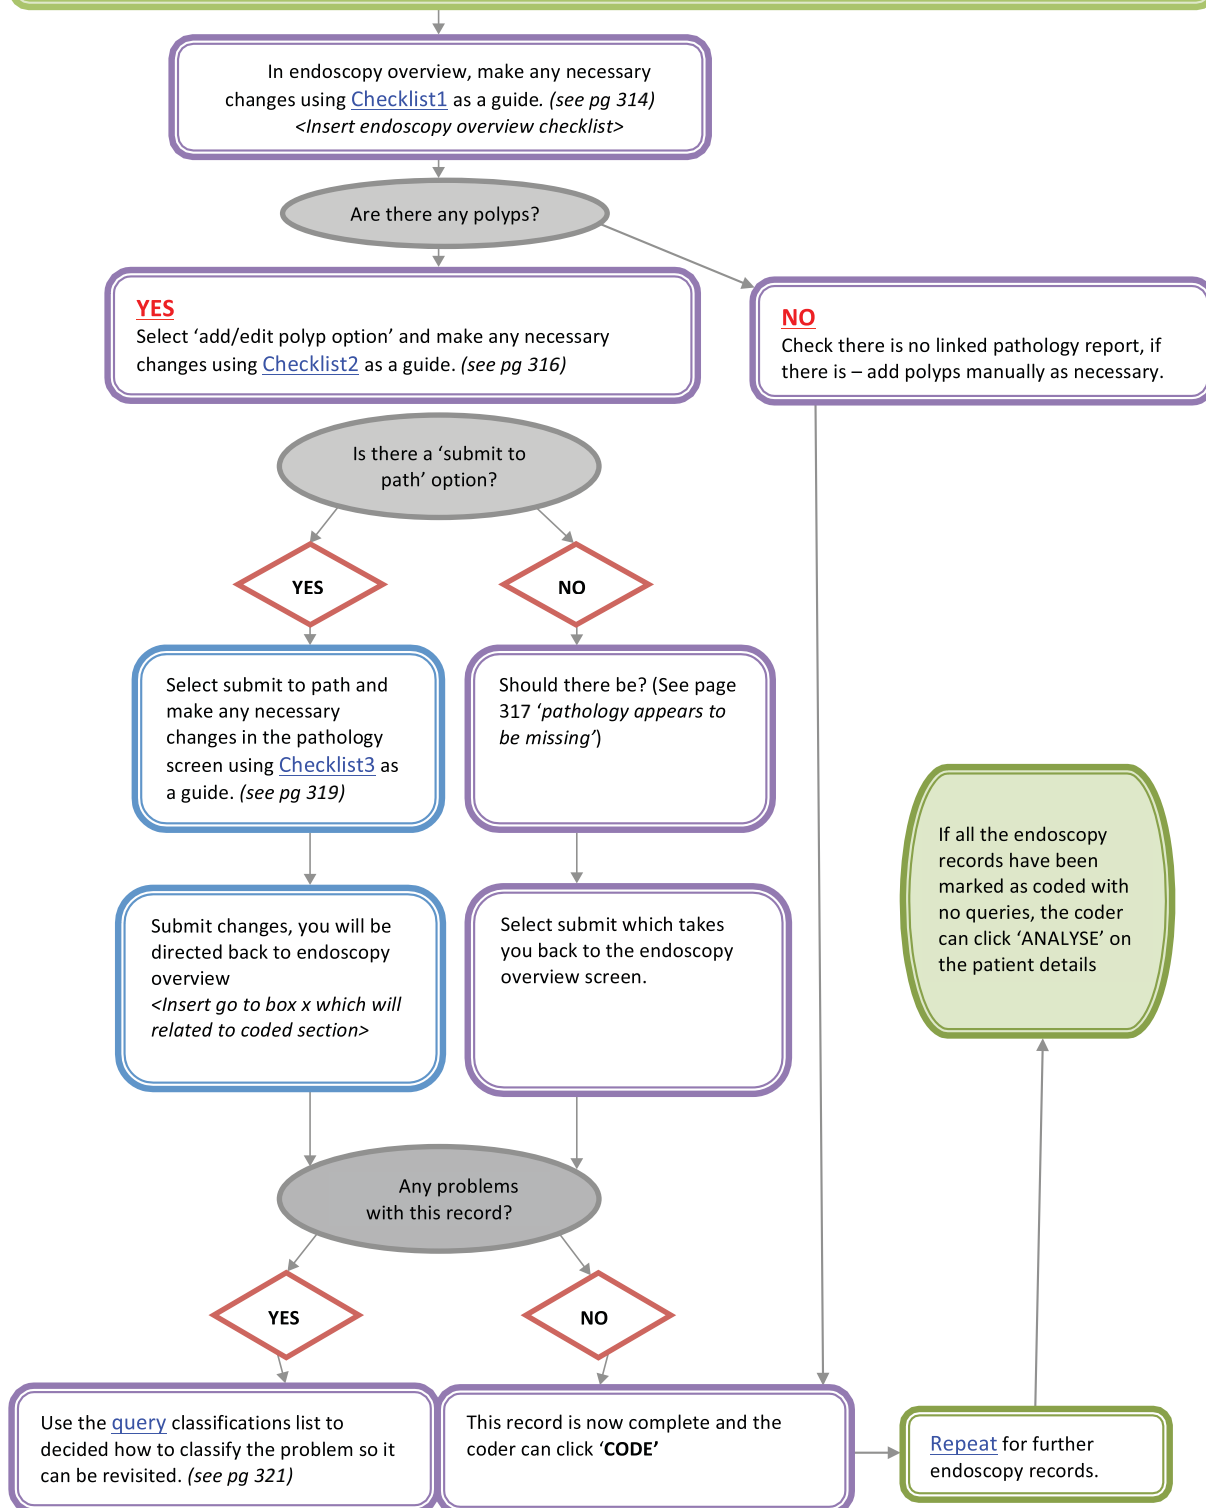 In endoscopy overview, make any necessary
changes using Checklist1 as a guide. (see pg 314)
<Insert endoscopy overview checklist>
Are there any polyps?
YES
Select ‘add/edit polyp option’ and make any necessary
changes using Checklist2 as a guide. (see pg 316)
NO
Check there is no linked pathology report, if
there is – add polyps manually as necessary.
Is there a ‘submit to
path’ option?
YES
NO
Select submit to path and
make any necessary
changes in the pathology
screen using Checklist3 as
a guide. (see pg 319)
Should there be? (See page
317 ‘pathology appears to
be missing’)
If all the endoscopy
records have been
marked as coded with
no queries, the coder
can click ‘ANALYSE’ on
the patient details
Submit changes, you will be
directed back to endoscopy
overview
<Insert go to box x which will
related to coded section>
Select submit which takes
you back to the endoscopy
overview screen.
Any problems
with this record?
YES
NO
Use the query classifications list to
decided how to classify the problem so it
can be revisited. (see pg 321)
This record is now complete and the
coder can click ‘CODE’
Repeat for further
endoscopy records.